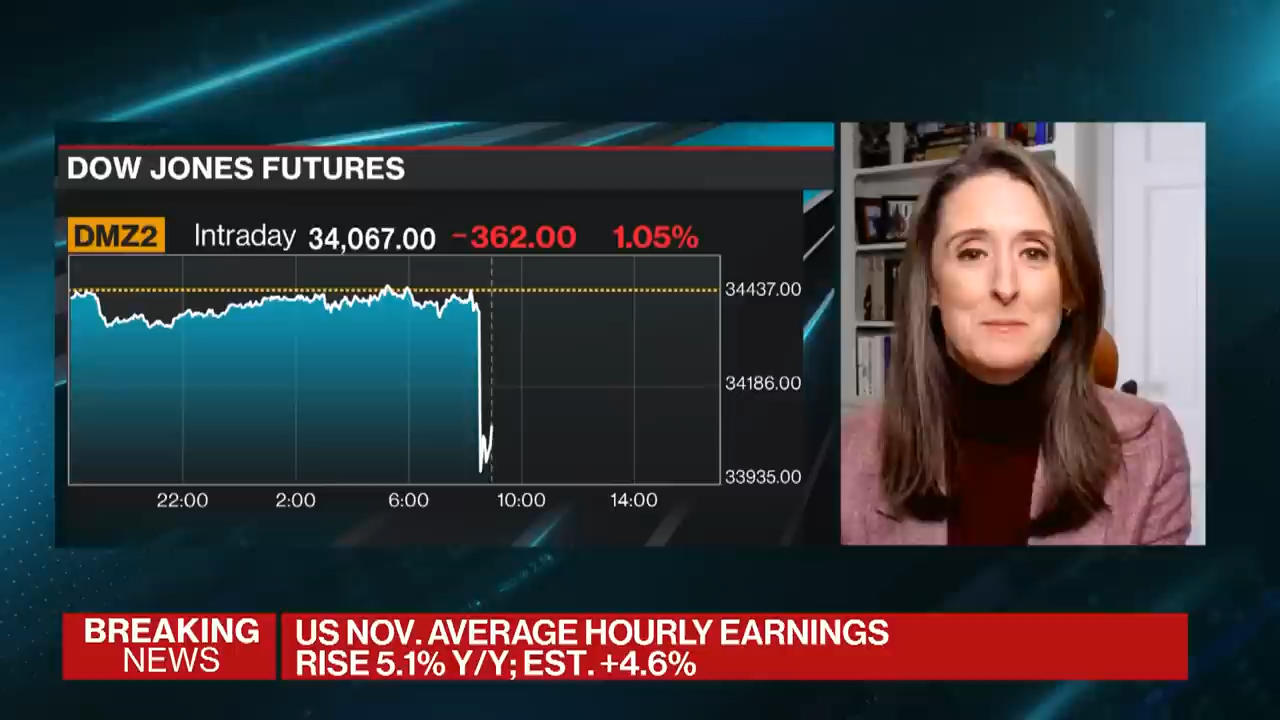 DOW JONES FUTURES
DMZ2 Intraday 34,067.00 -362.00 1.05%
34437.00
34186.00
33935.00
22:00 2:00 6:00 10:00 14:00
BREAKING NEWS
US NOV. AVERAGE HOURLY EARNINGS
RISE 5.1% Y/Y; EST. +4.6%